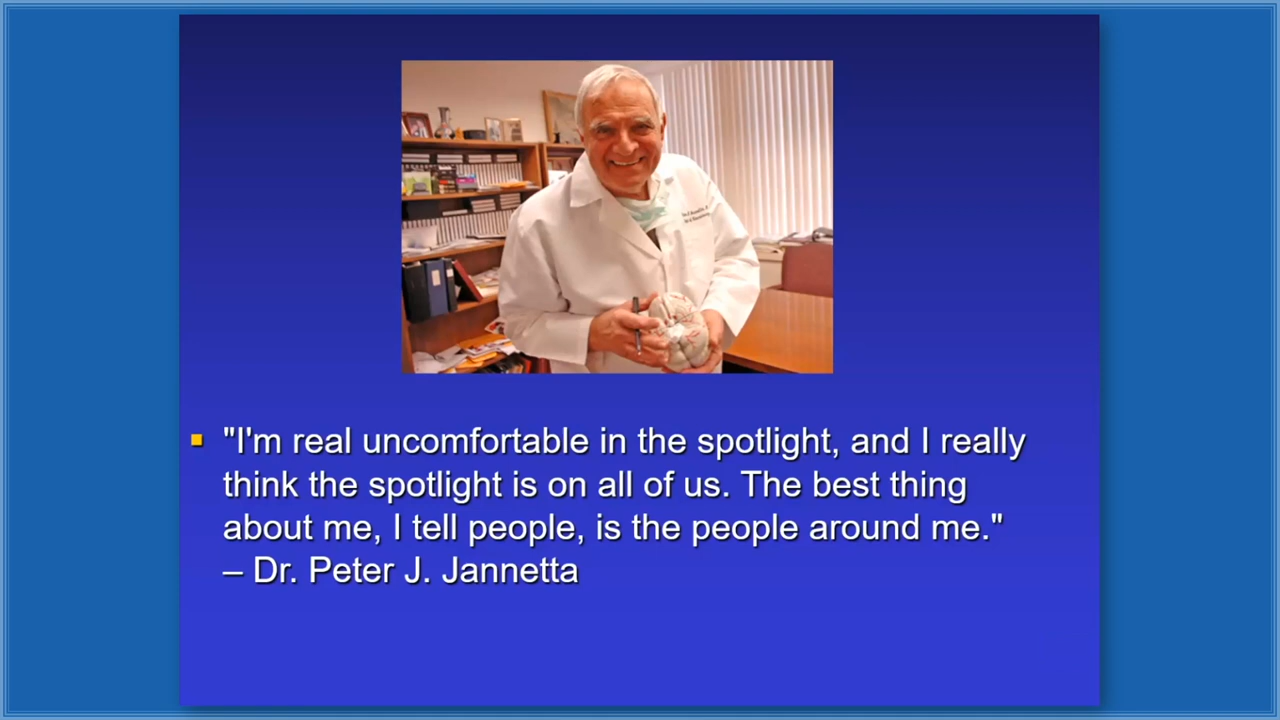 "I'm real uncomfortable in the spotlight, and I really
think the spotlight is on all of us. The best thing
about me, I tell people, is the people around me."
– Dr. Peter J. Jannetta